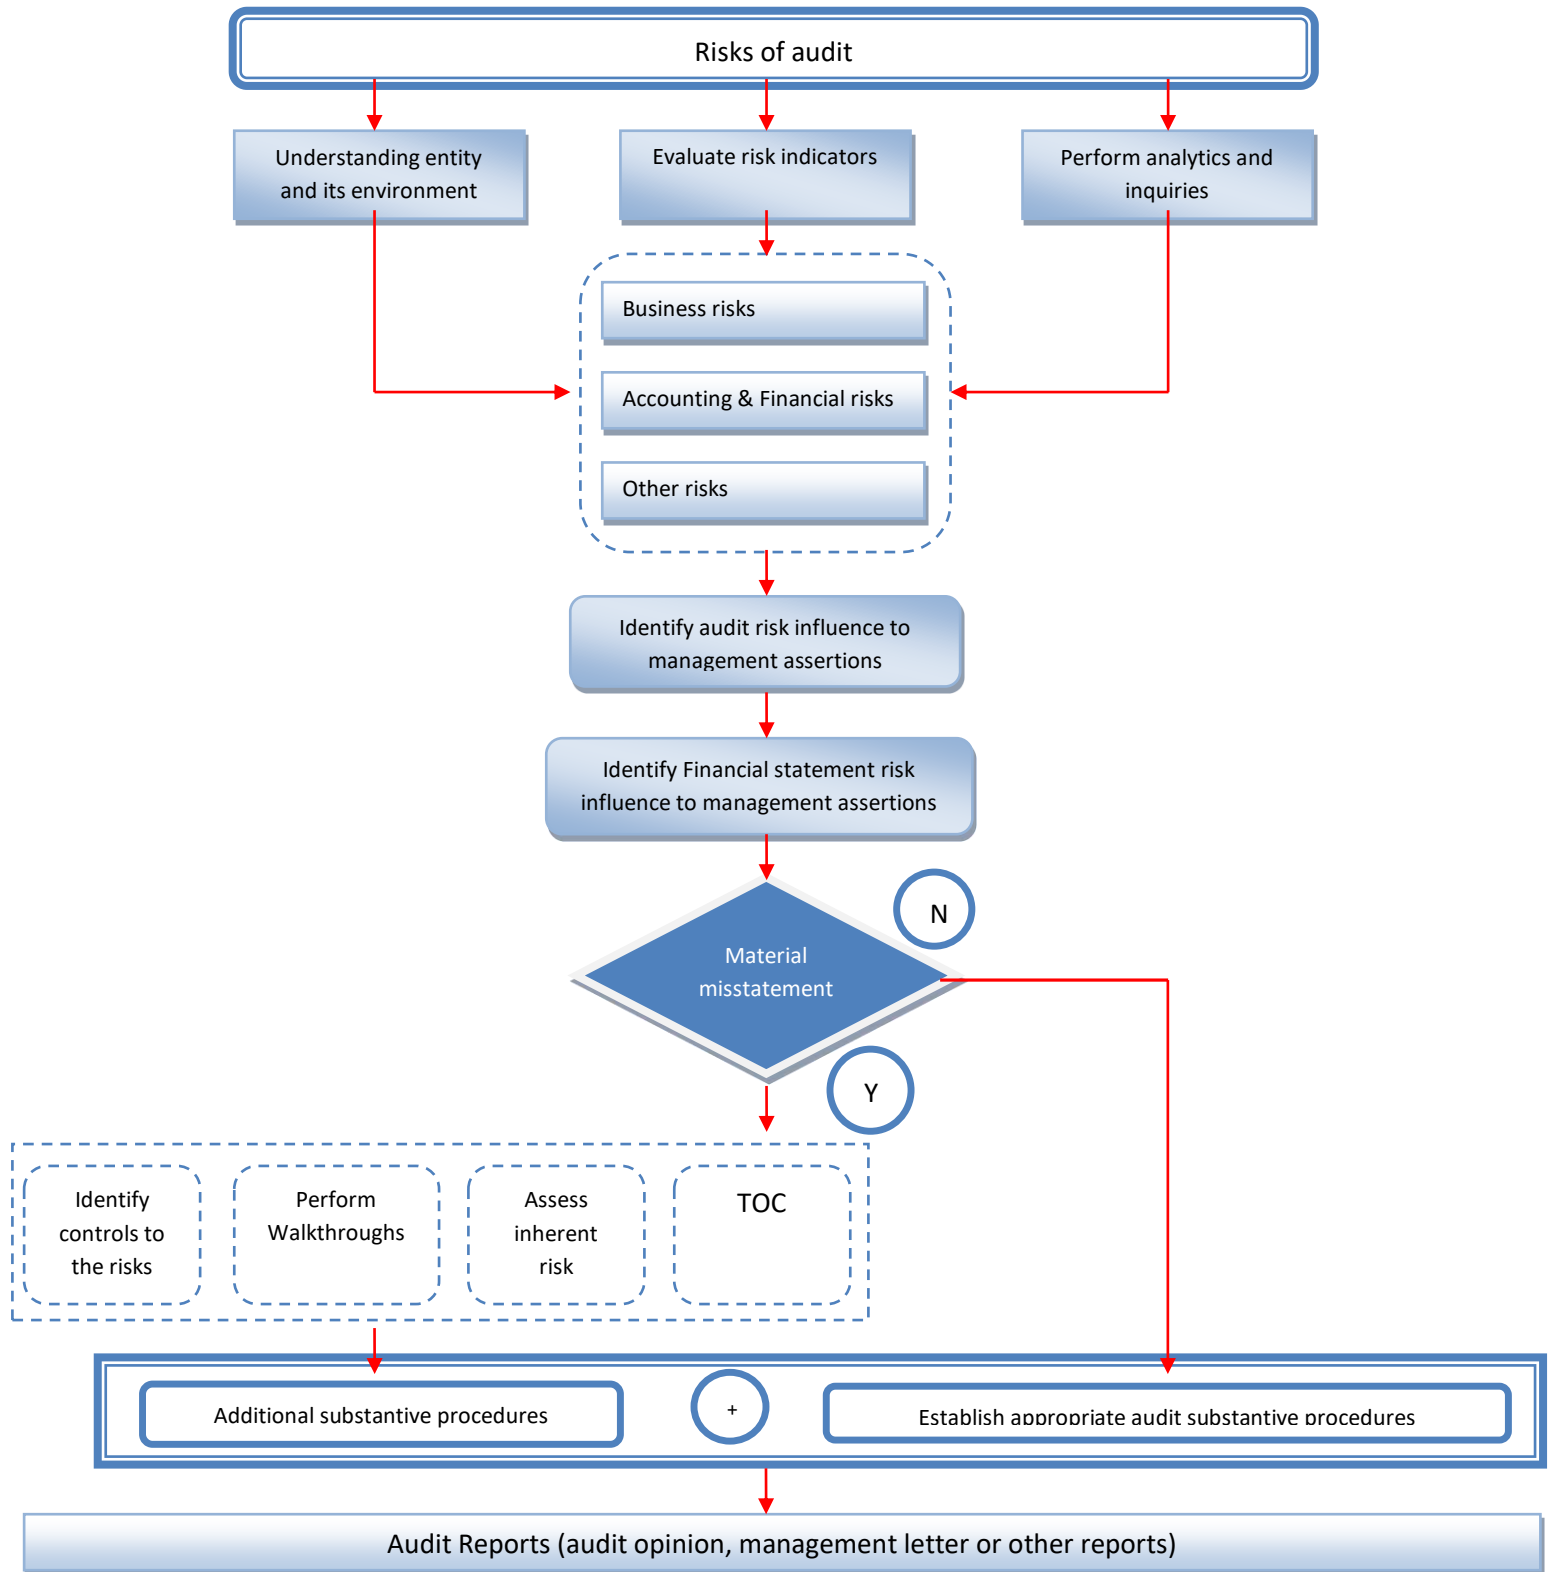 Risks of audit
Understanding entity
and its environment
Evaluate risk indicators
Perform analytics and
inquiries
Business risks
Accounting & Financial risks
Other risks
Identify audit risk influence to
management assertions
Identify Financial statement risk
influence to management assertions
N
Material
misstatement
Y
Identify
controls to
the risks
Perform
Walkthroughs
Assess
inherent
risk
TOC
Additional substantive procedures
+
Establish appropriate audit substantive procedures
Audit Reports (audit opinion, management letter or other reports)